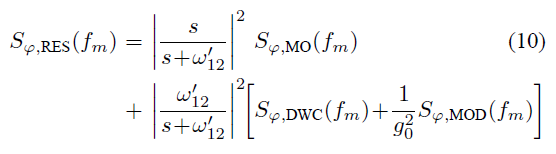 S_{φ,RES}(f_m) = |s/(s+ω′_{12})|^2 S_{φ,MO}(f_m) (10)
+ |ω′_{12}/(s+ω′_{12})|^2 [S_{φ,DWC}(f_m)+1/g_0^2 S_{φ,MOD}(f_m)]